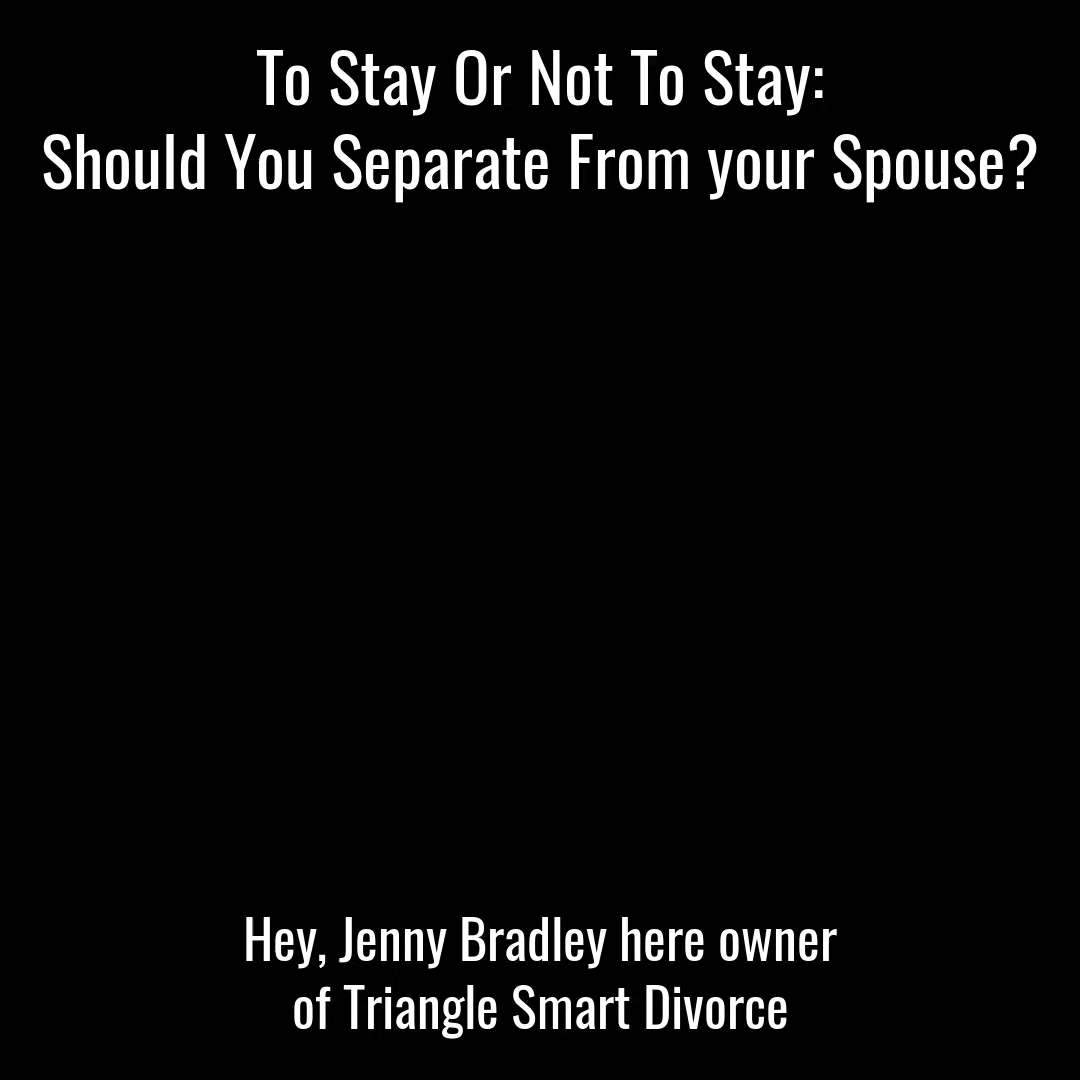 To Stay Or Not To Stay:
Should You Separate From your Spouse?
Hey, Jenny Bradley here owner
of Triangle Smart Divorce